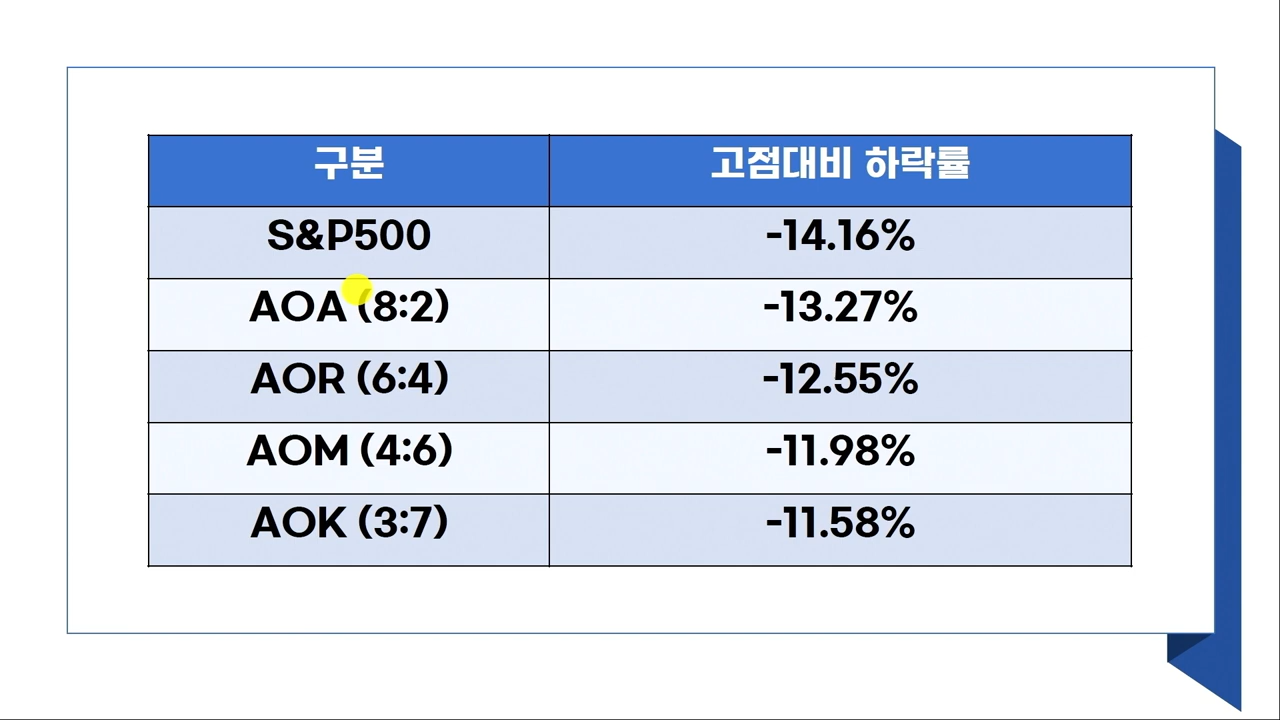 구분 고점대비 하락률
S&P500 -14.16%
AOA (8:2) -13.27%
AOR (6:4) -12.55%
AOM (4:6) -11.98%
AOK (3:7) -11.58%